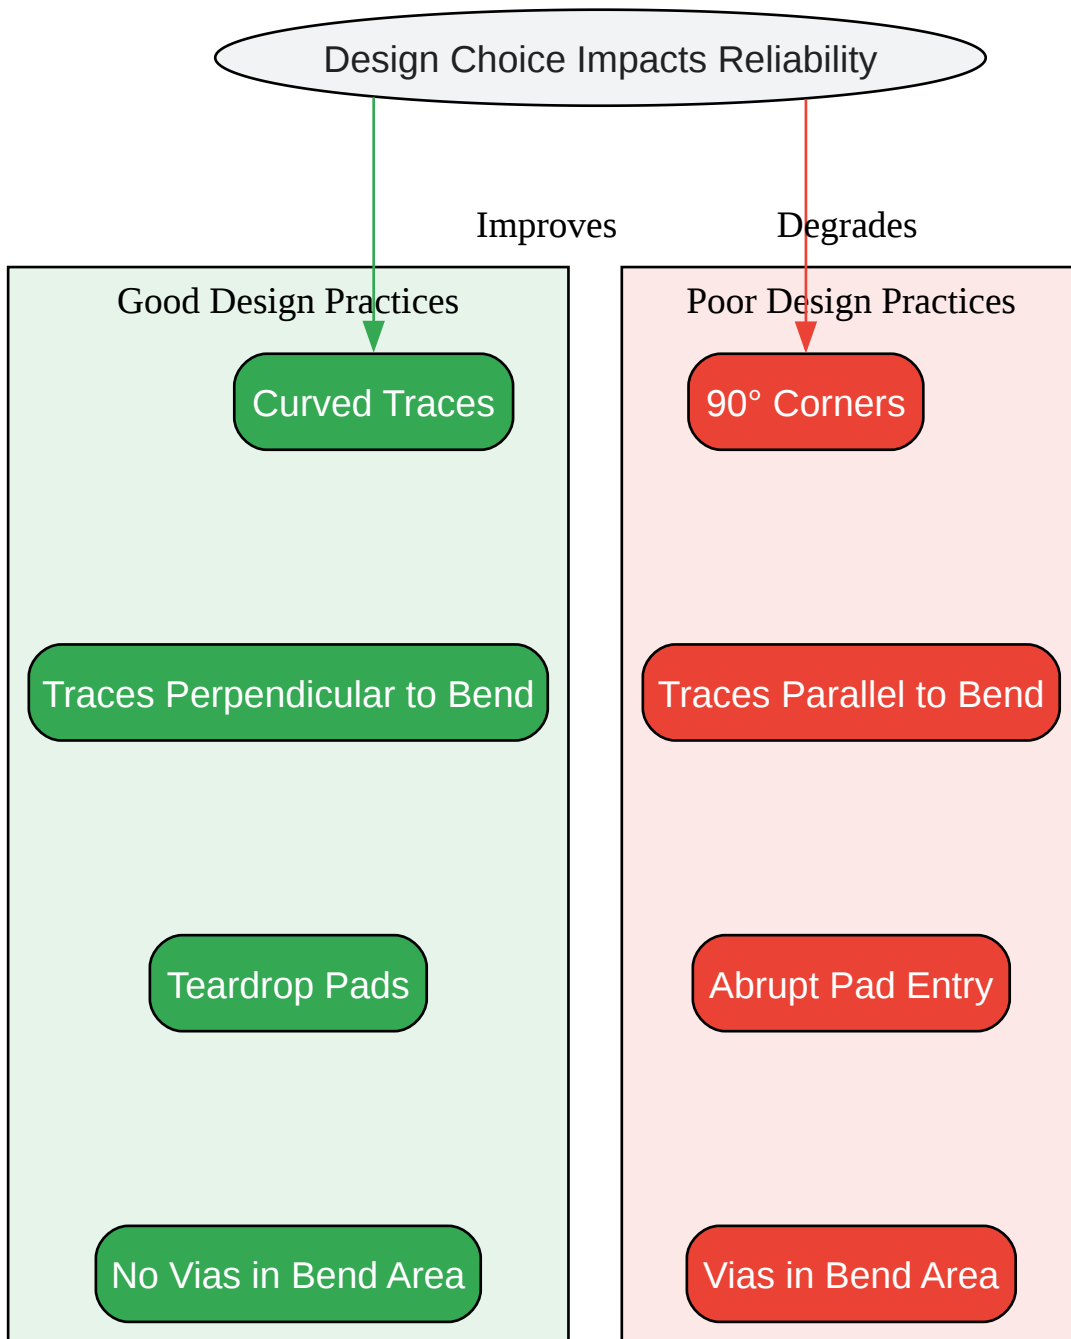 Design Choice Impacts Reliability
Improves
Degrades
Good Design Practices
Poor Design Practices
Curved Traces
90° Corners
Traces Perpendicular to Bend
Traces Parallel to Bend
Teardrop Pads
Abrupt Pad Entry
No Vias in Bend Area
Vias in Bend Area